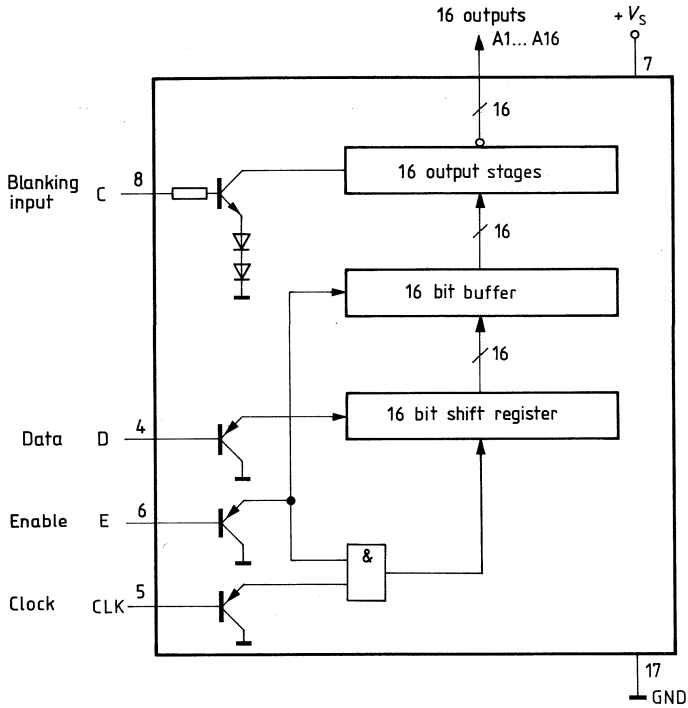 16 outputs
A1... A16
+ VS
7
16
16 output stages
Blanking
input
C
8
16
16 bit buffer
16
16 bit shift register
Data D
4
Enable E
6
&
Clock CLK
5
17
GND